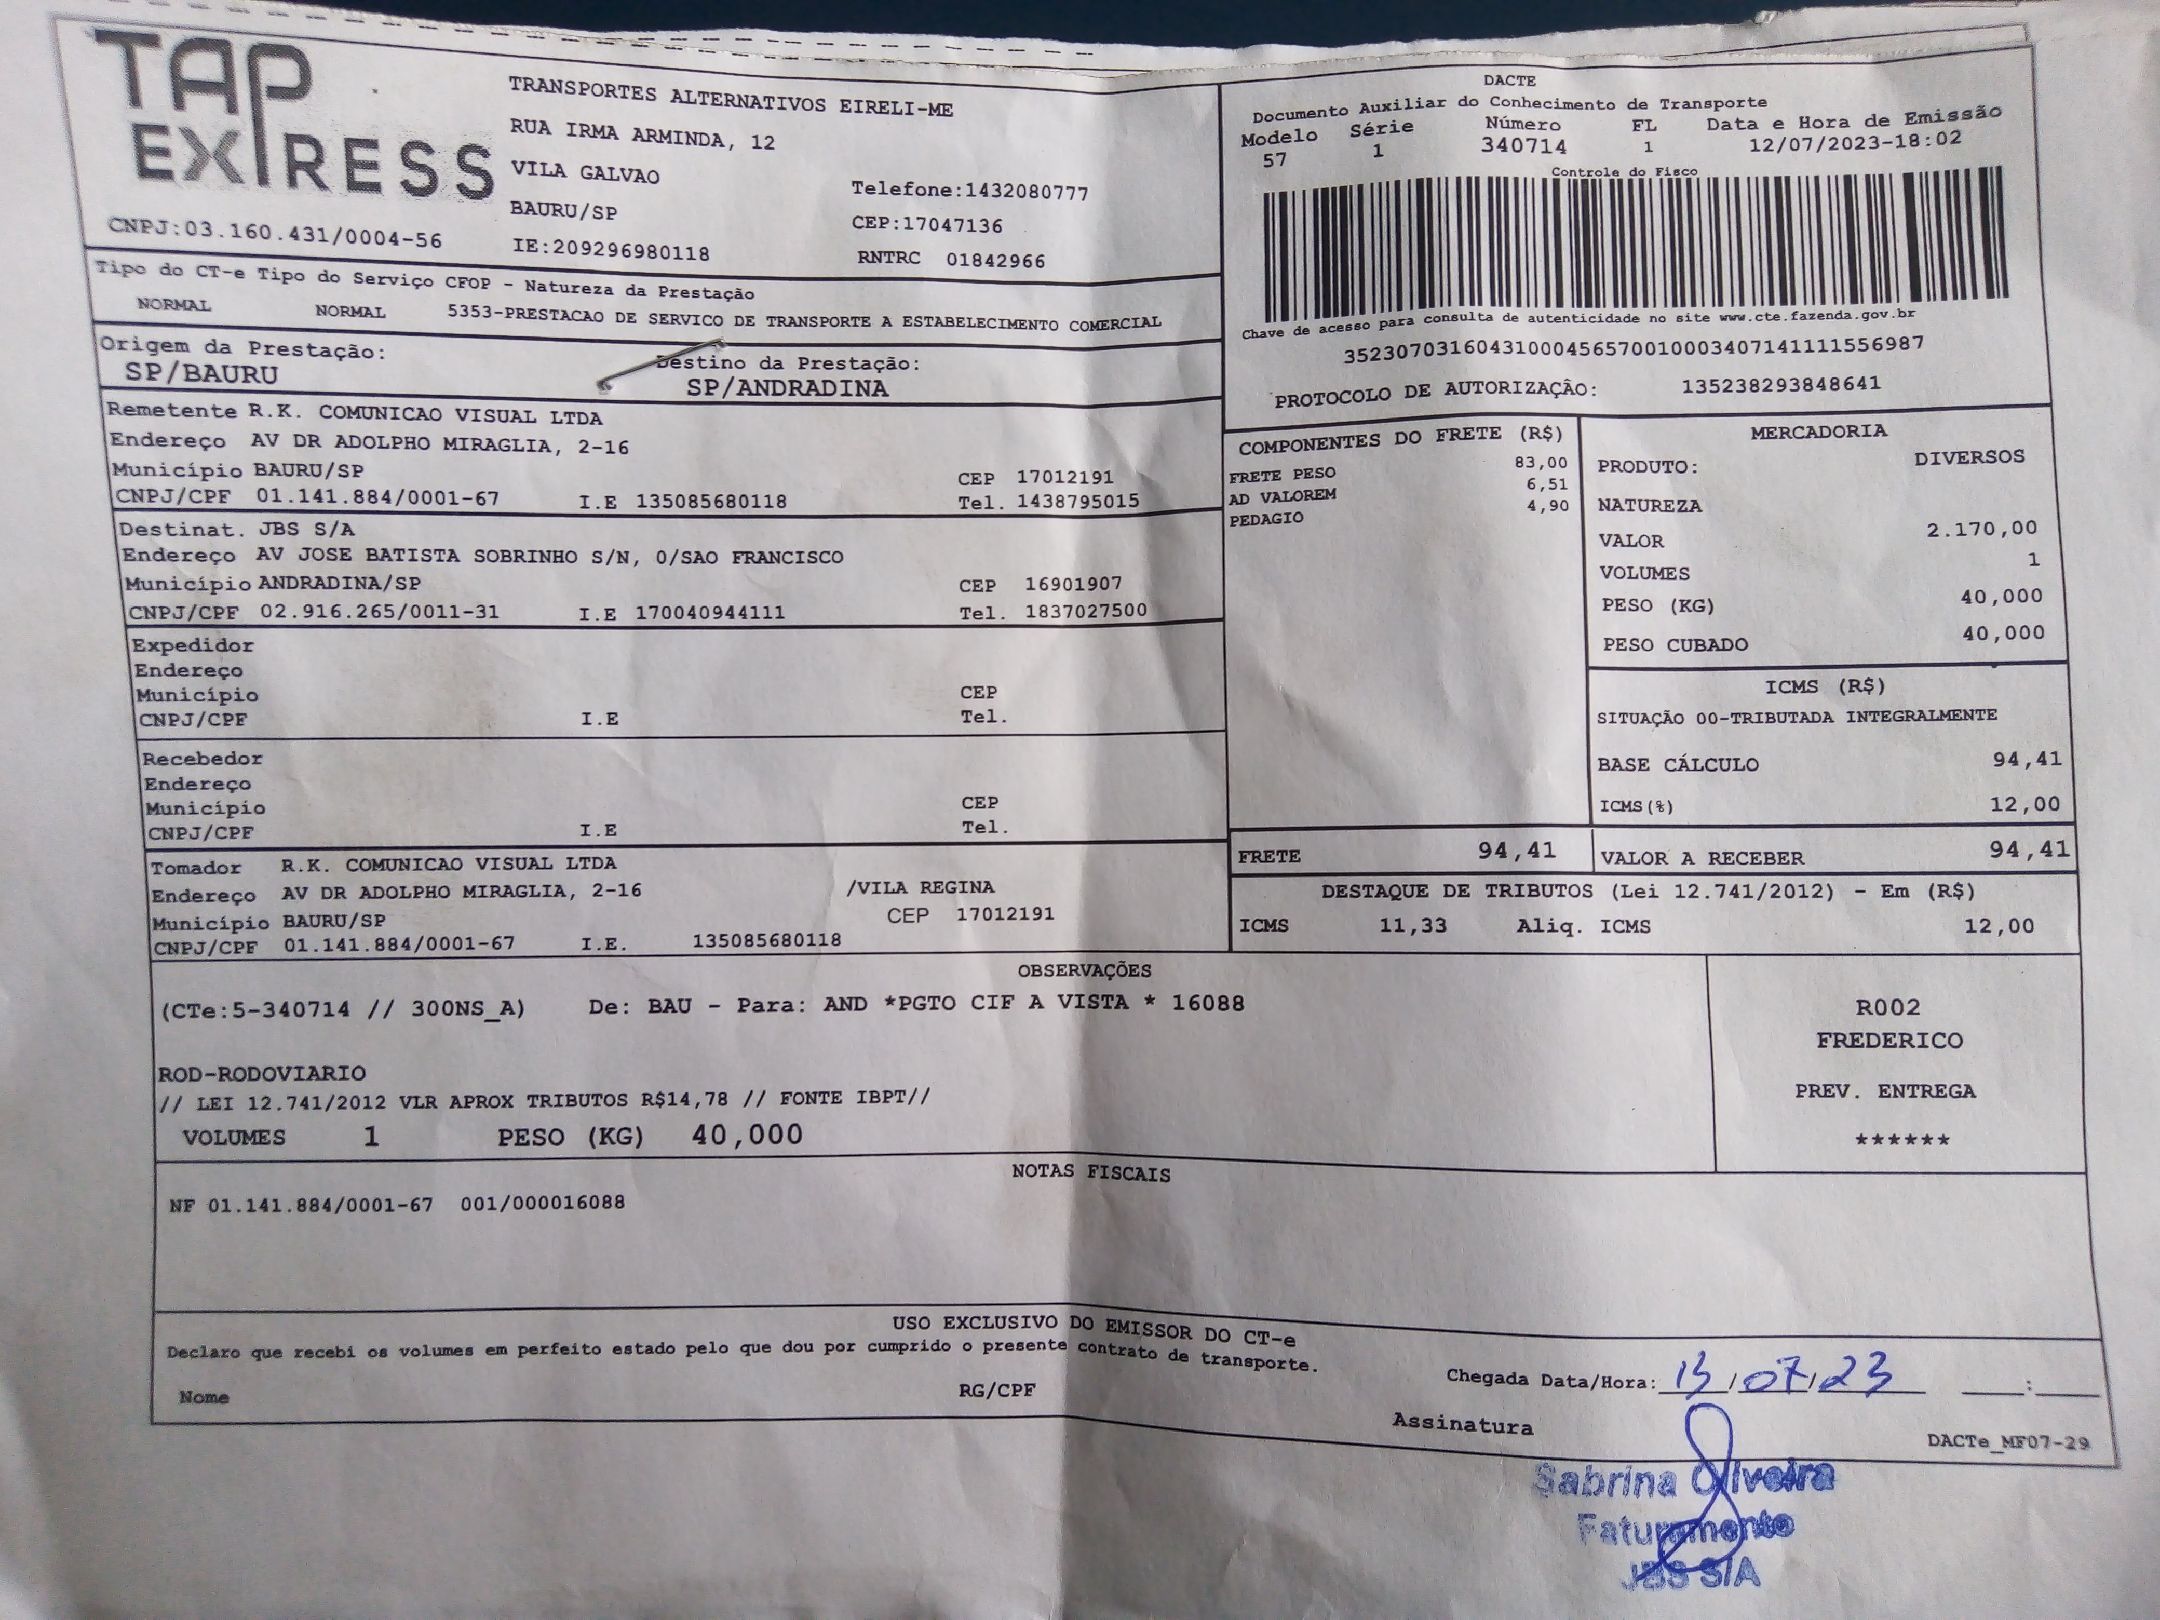 TAP
EXPRESS
CNPJ:03.160.431/0004-56
TRANSPORTES ALTERNATIVOS EIRELI-ME
RUA IRMA ARMINDA, 12
VILA GALVAO
BAURU/SP
IE:209296980118
Telefone:1432080777
CEP:17047136
RNTRC 01842966
DACTE
Documento Auxiliar do Conhecimento de Transporte
Modelo Série Número FL Data e Hora de Emissão
57 1 340714 1 12/07/2023-18:02
Controle do Fisco
Chave de acesso para consulta de autenticidade no site www.cte.fazenda.gov.br
35230703160431000456570010003407141111556987
PROTOCOLO DE AUTORIZAÇÃO: 135238293848641
Tipo do CT-e Tipo do Serviço CFOP - Natureza da Prestação
NORMAL NORMAL 5353-PRESTACAO DE SERVICO DE TRANSPORTE A ESTABELECIMENTO COMERCIAL
Origem da Prestação: Destino da Prestação:
SP/BAURU SP/ANDRADINA
Remetente R.K. COMUNICAO VISUAL LTDA
Endereço AV DR ADOLPHO MIRAGLIA, 2-16
Município BAURU/SP CEP 17012191
CNPJ/CPF 01.141.884/0001-67 I.E 135085680118 Tel. 1438795015
Destinat. JBS S/A
Endereço AV JOSE BATISTA SOBRINHO S/N, 0/SAO FRANCISCO
Município ANDRADINA/SP CEP 16901907
CNPJ/CPF 02.916.265/0011-31 I.E 170040944111 Tel. 1837027500
Expedidor
Endereço
Município CEP
CNPJ/CPF I.E Tel.
Recebedor
Endereço
Município CEP
CNPJ/CPF I.E Tel.
Tomador R.K. COMUNICAO VISUAL LTDA
Endereço AV DR ADOLPHO MIRAGLIA, 2-16 /VILA REGINA
Município BAURU/SP CEP 17012191
CNPJ/CPF 01.141.884/0001-67 I.E. 135085680118
COMPONENTES DO FRETE (R$)
FRETE PESO 83,00
AD VALOREM 6,51
PEDAGIO 4,90
MERCADORIA
PRODUTO: DIVERSOS
NATUREZA
VALOR 2.170,00
VOLUMES 1
PESO (KG) 40,000
PESO CUBADO 40,000
ICMS (R$)
SITUAÇÃO 00-TRIBUTADA INTEGRALMENTE
BASE CÁLCULO 94,41
ICMS(%) 12,00
FRETE 94,41 VALOR A RECEBER 94,41
DESTAQUE DE TRIBUTOS (Lei 12.741/2012) - Em (R$)
ICMS 11,33 Aliq. ICMS 12,00
OBSERVAÇÕES
(CTe:5-340714 // 300NS_A) De: BAU - Para: AND *PGTO CIF A VISTA * 16088
ROD-RODOVIARIO
// LEI 12.741/2012 VLR APROX TRIBUTOS R$14,78 // FONTE IBPT//
VOLUMES 1 PESO (KG) 40,000
R002
FREDERICO
PREV. ENTREGA
******
NOTAS FISCAIS
NF 01.141.884/0001-67 001/000016088
USO EXCLUSIVO DO EMISSOR DO CT-e
Declaro que recebi os volumes em perfeito estado pelo que dou por cumprido o presente contrato de transporte.
Nome RG/CPF
Chegada Data/Hora: 13/07/23 :
Assinatura
DACTe_MF07-29
Sabrina Oliveira
Faturamento
JBS S/A